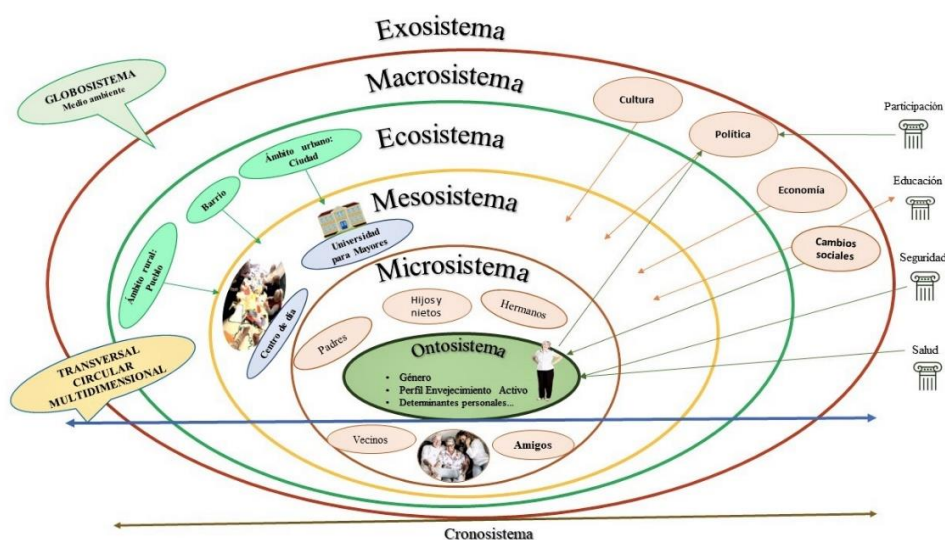 Exosistema
Macrosistema
Ecosistema
Mesosistema
Microsistema
Ontosistema
• Género
• Perfil Envejecimiento Activo
• Determinantes personales...
GLOBOSISTEMA
Medio ambiente
Ámbito urbano:
Ciudad
Barrio
Ámbito rural:
Pueblo
Universidad
para Mayores
Centro de día
TRANSVERSAL
CIRCULAR
MULTIDIMENSIONAL
Padres
Hijos y
nietos
Hermanos
Vecinos
Amigos
Cultura
Política
Economía
Cambios
sociales
Participación
Educación
Seguridad
Salud
Cronosistema